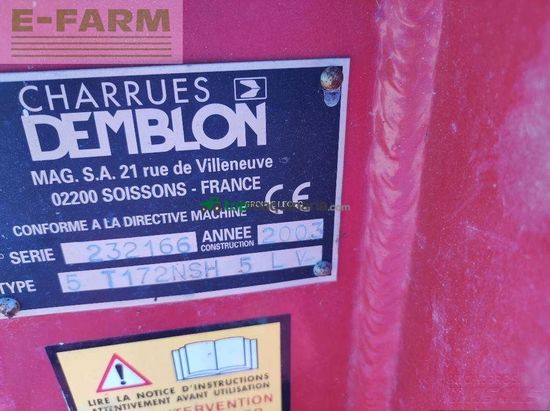 E-FARM
CHARRUES
DEMBLON
MAG. S.A. 21 rue de Villeneuve
02200 SOISSONS - FRANCE
CONFORME A LA DIRECTIVE MACHINE CE
° SERIE 232166 ANNEE CONSTRUCTION 2003
TYPE 5 T172NSH 5 L V
LIRE LA NOTICE D'INSTRUCTIONS
ATTENTIVEMENT AVANT UTILISATION